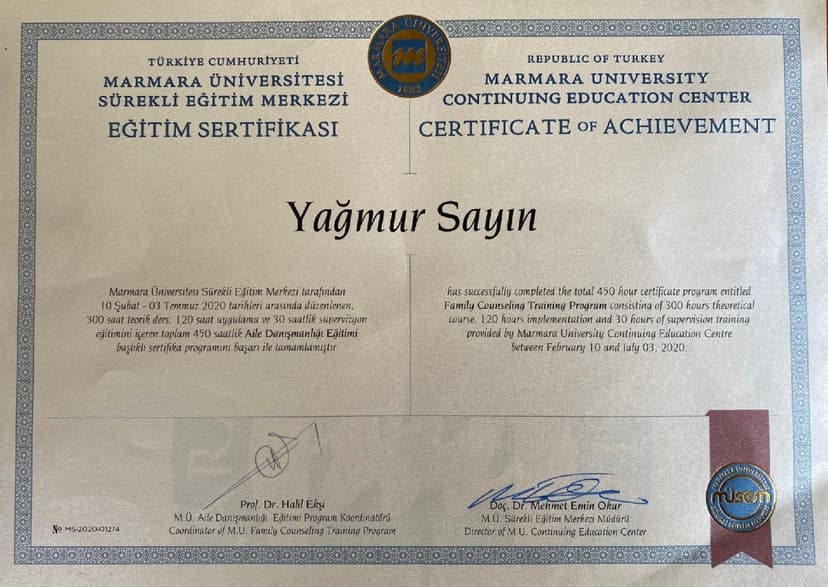 MARMARA ÜNİVERSİTESİ
1883
TÜRKİYE CUMHURİYETİ
MARMARA ÜNİVERSİTESİ
SÜREKLİ EĞİTİM MERKEZİ
EĞİTİM SERTİFİKASI
REPUBLIC OF TURKEY
MARMARA UNIVERSITY
CONTINUING EDUCATION CENTER
CERTIFICATE OF ACHIEVEMENT
Yağmur Sayın
Marmara Üniversitesi Sürekli Eğitim Merkezi tarafından
10 Şubat - 03 Temmuz 2020 tarihleri arasında düzenlenen,
300 saat teorik ders, 120 saat uygulama ve 30 saatlik süpervizyon
eğitimini içeren toplam 450 saatlik Aile Danışmanlığı Eğitimi
başlıklı sertifika programını başarı ile tamamlamıştır
has successfully completed the total 450 hour certificate program entitled
Family Counseling Training Program consisting of 300 hours theoretical
course, 120 hours implementation and 30 hours of supervision training
provided by Marmara University Continuing Education Centre
between February 10 and July 03, 2020.
Prof. Dr. Halil Ekşi
M.Ü. Aile Danışmanlığı Eğitimi Program Koordinatörü
Coordinator of M.U. Family Counseling Training Program
Doç. Dr. Mehmet Emin Okur
M.Ü. Sürekli Eğitim Merkezi Müdürü
Director of M.U. Continuing Education Center
№ MS-2020-01274
müsem